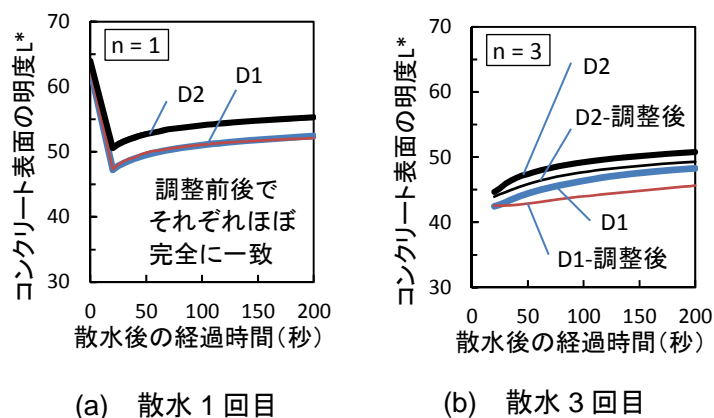 コンクリート表面の明度L*
70
60
50
40
30
n = 1
D2
D1
調整前後で
それぞれほぼ
完全に一致
0
50
100
150
200
散水後の経過時間(秒)
(a) 散水 1 回目
コンクリート表面の明度L*
70
60
50
40
30
n = 3
D2
D2-調整後
D1
D1-調整後
0
50
100
150
200
散水後の経過時間(秒)
(b) 散水 3 回目